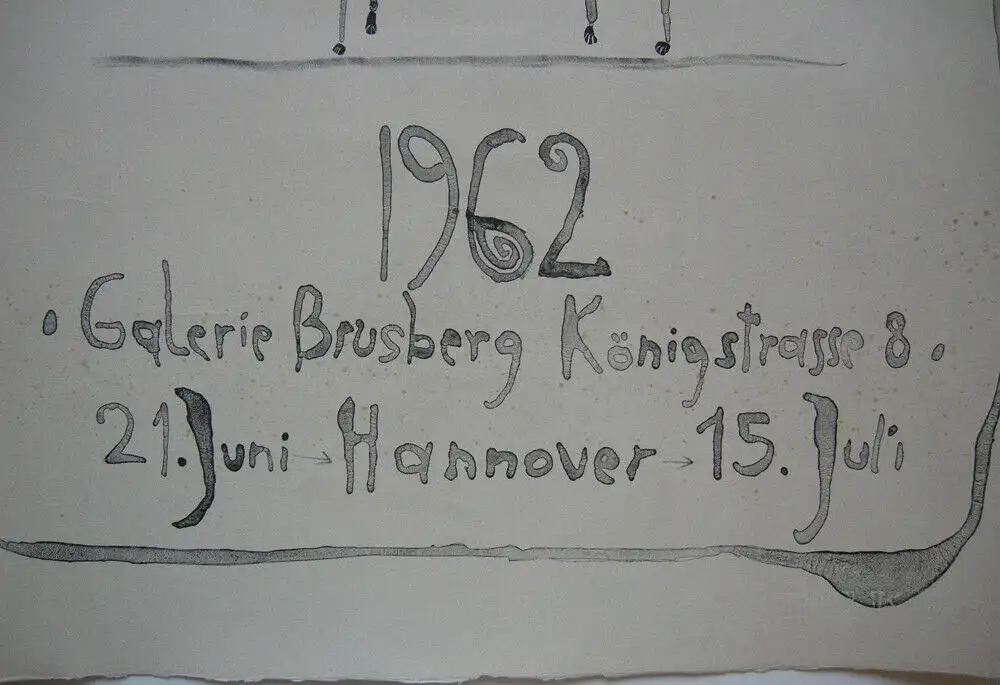 1962
• Galerie Brusberg Königstrasse 8 •
21. Juni → Hannover → 15. Juli